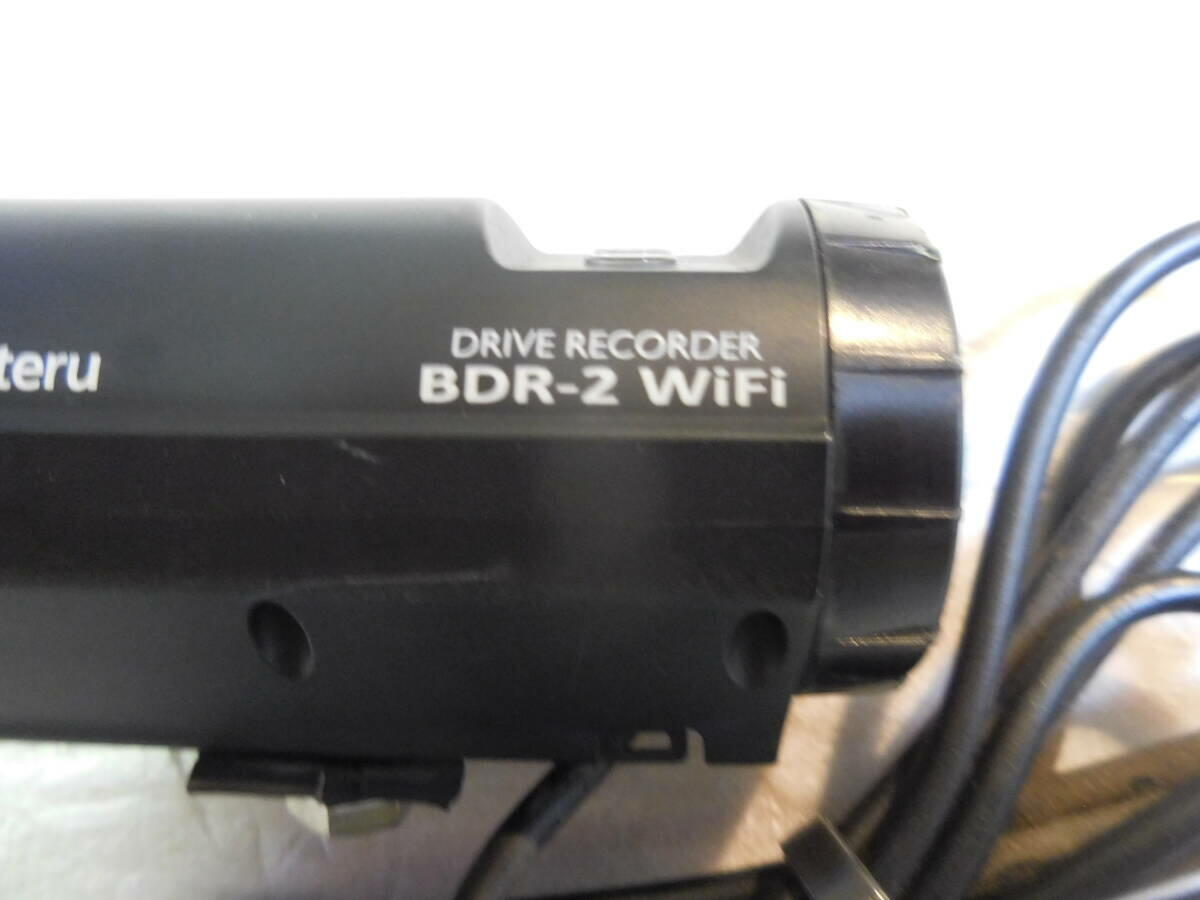 teru
DRIVE RECORDER
BDR-2 WiFi